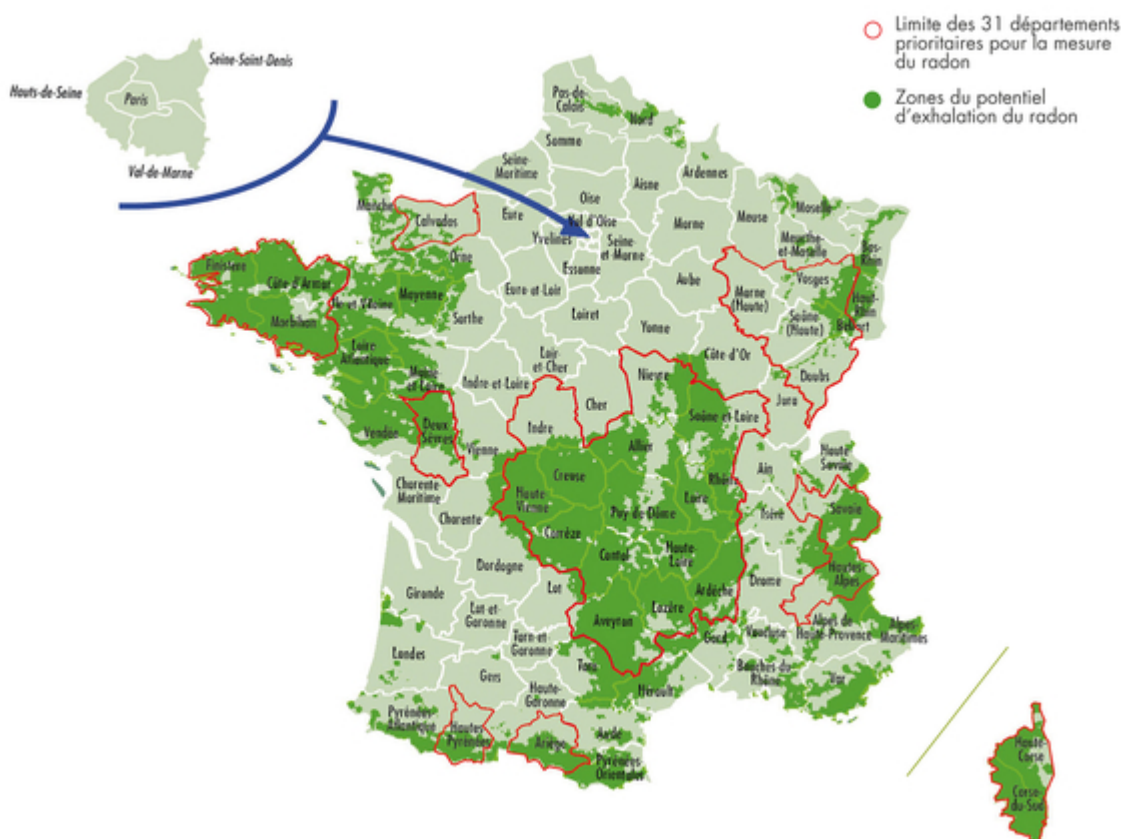 Limite des 31 départements
prioritaires pour la mesure
du radon
Zones du potentiel
d'exhalation du radon
Seine-Saint-Denis
Hauts-de-Seine
Paris
Val-de-Marne
Pas-de-
Calais
Nord
Somme
Seine-
Maritime
Aisne
Ardennes
Oise
Manche
Calvados
Eure
Val d'Oise
Yvelines
Seine-
et-Marne
Essonne
Marne
Meuse
Moselle
Meurthe-
et-Moselle
Bas-
Rhin
Orne
Finistère
Côte D'Armor
Ille-et-Vilaine
Mayenne
Eure-et-Loir
Aube
Marne
(Haute)
Vosges
Haut-
Rhin
Morbihan
Sarthe
Loiret
Yonne
Saône
(Haute)
Belfort
Loire
Atlantique
Maine-
et-Loire
Loir-
et-Cher
Côte-d'Or
Doubs
Indre-et-Loire
Nievre
Cher
Jura
Saône-et-Loire
Vendée
Deux
Sèvres
Vienne
Indre
Allier
Ain
Haute
Savoie
Charente
Maritime
Creuse
Haute
Vienne
Rhône
Loire
Savoie
Charente
Puy-de-Dôme
Isère
Corrèze
Cantal
Haute-
Loire
Hautes-
Alpes
Dordogne
Drome
Ardèche
Gironde
Lot
Lozère
Aveyron
Lot-et-
Garonne
Tarn-et-
Garonne
Gard
Vaucluse
Alpes de
Haute-Provence
Alpes
Maritimes
Landes
Tarn
Gers
Bouches-du-
Rhône
Var
Haute-
Garonne
Hérault
Pyrénées-
Atlantique
Hautes
Pyrénées
Ariège
Aude
Pyrénées
Orientales
Haute-
Corse
Corse-
du-Sud